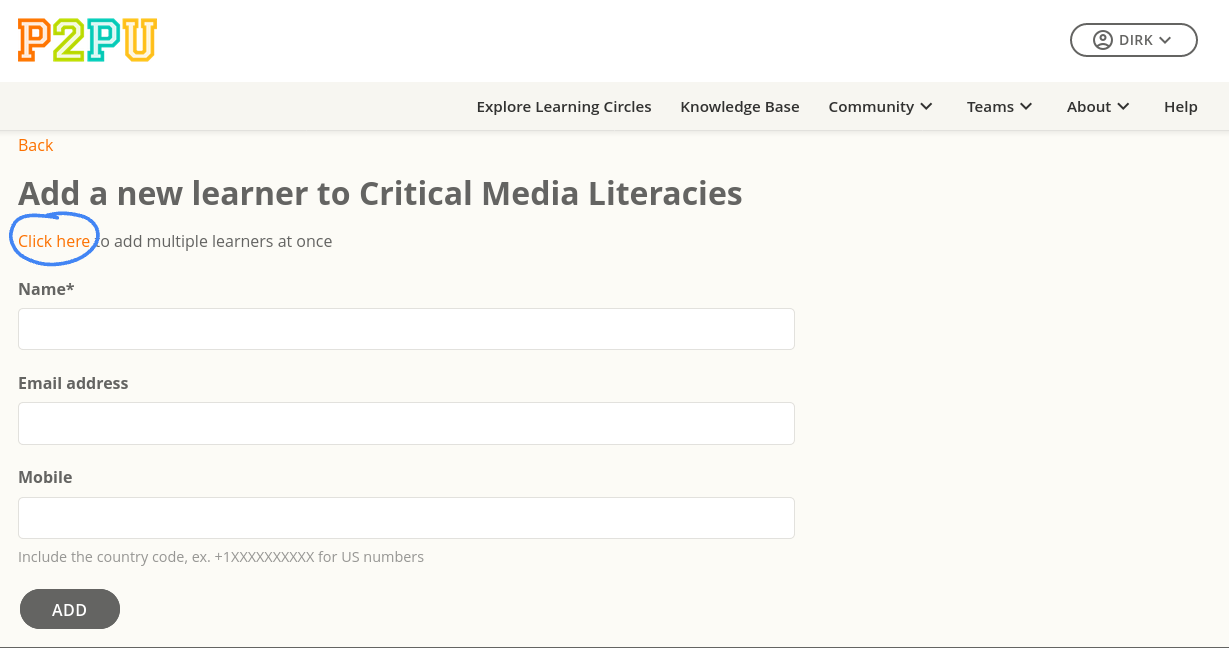 P2PU
DIRK
Explore Learning Circles Knowledge Base Community Teams About Help
Back
Add a new learner to Critical Media Literacies
Click here to add multiple learners at once
Name*
Email address
Mobile
Include the country code, ex. +1XXXXXXXXXX for US numbers
ADD